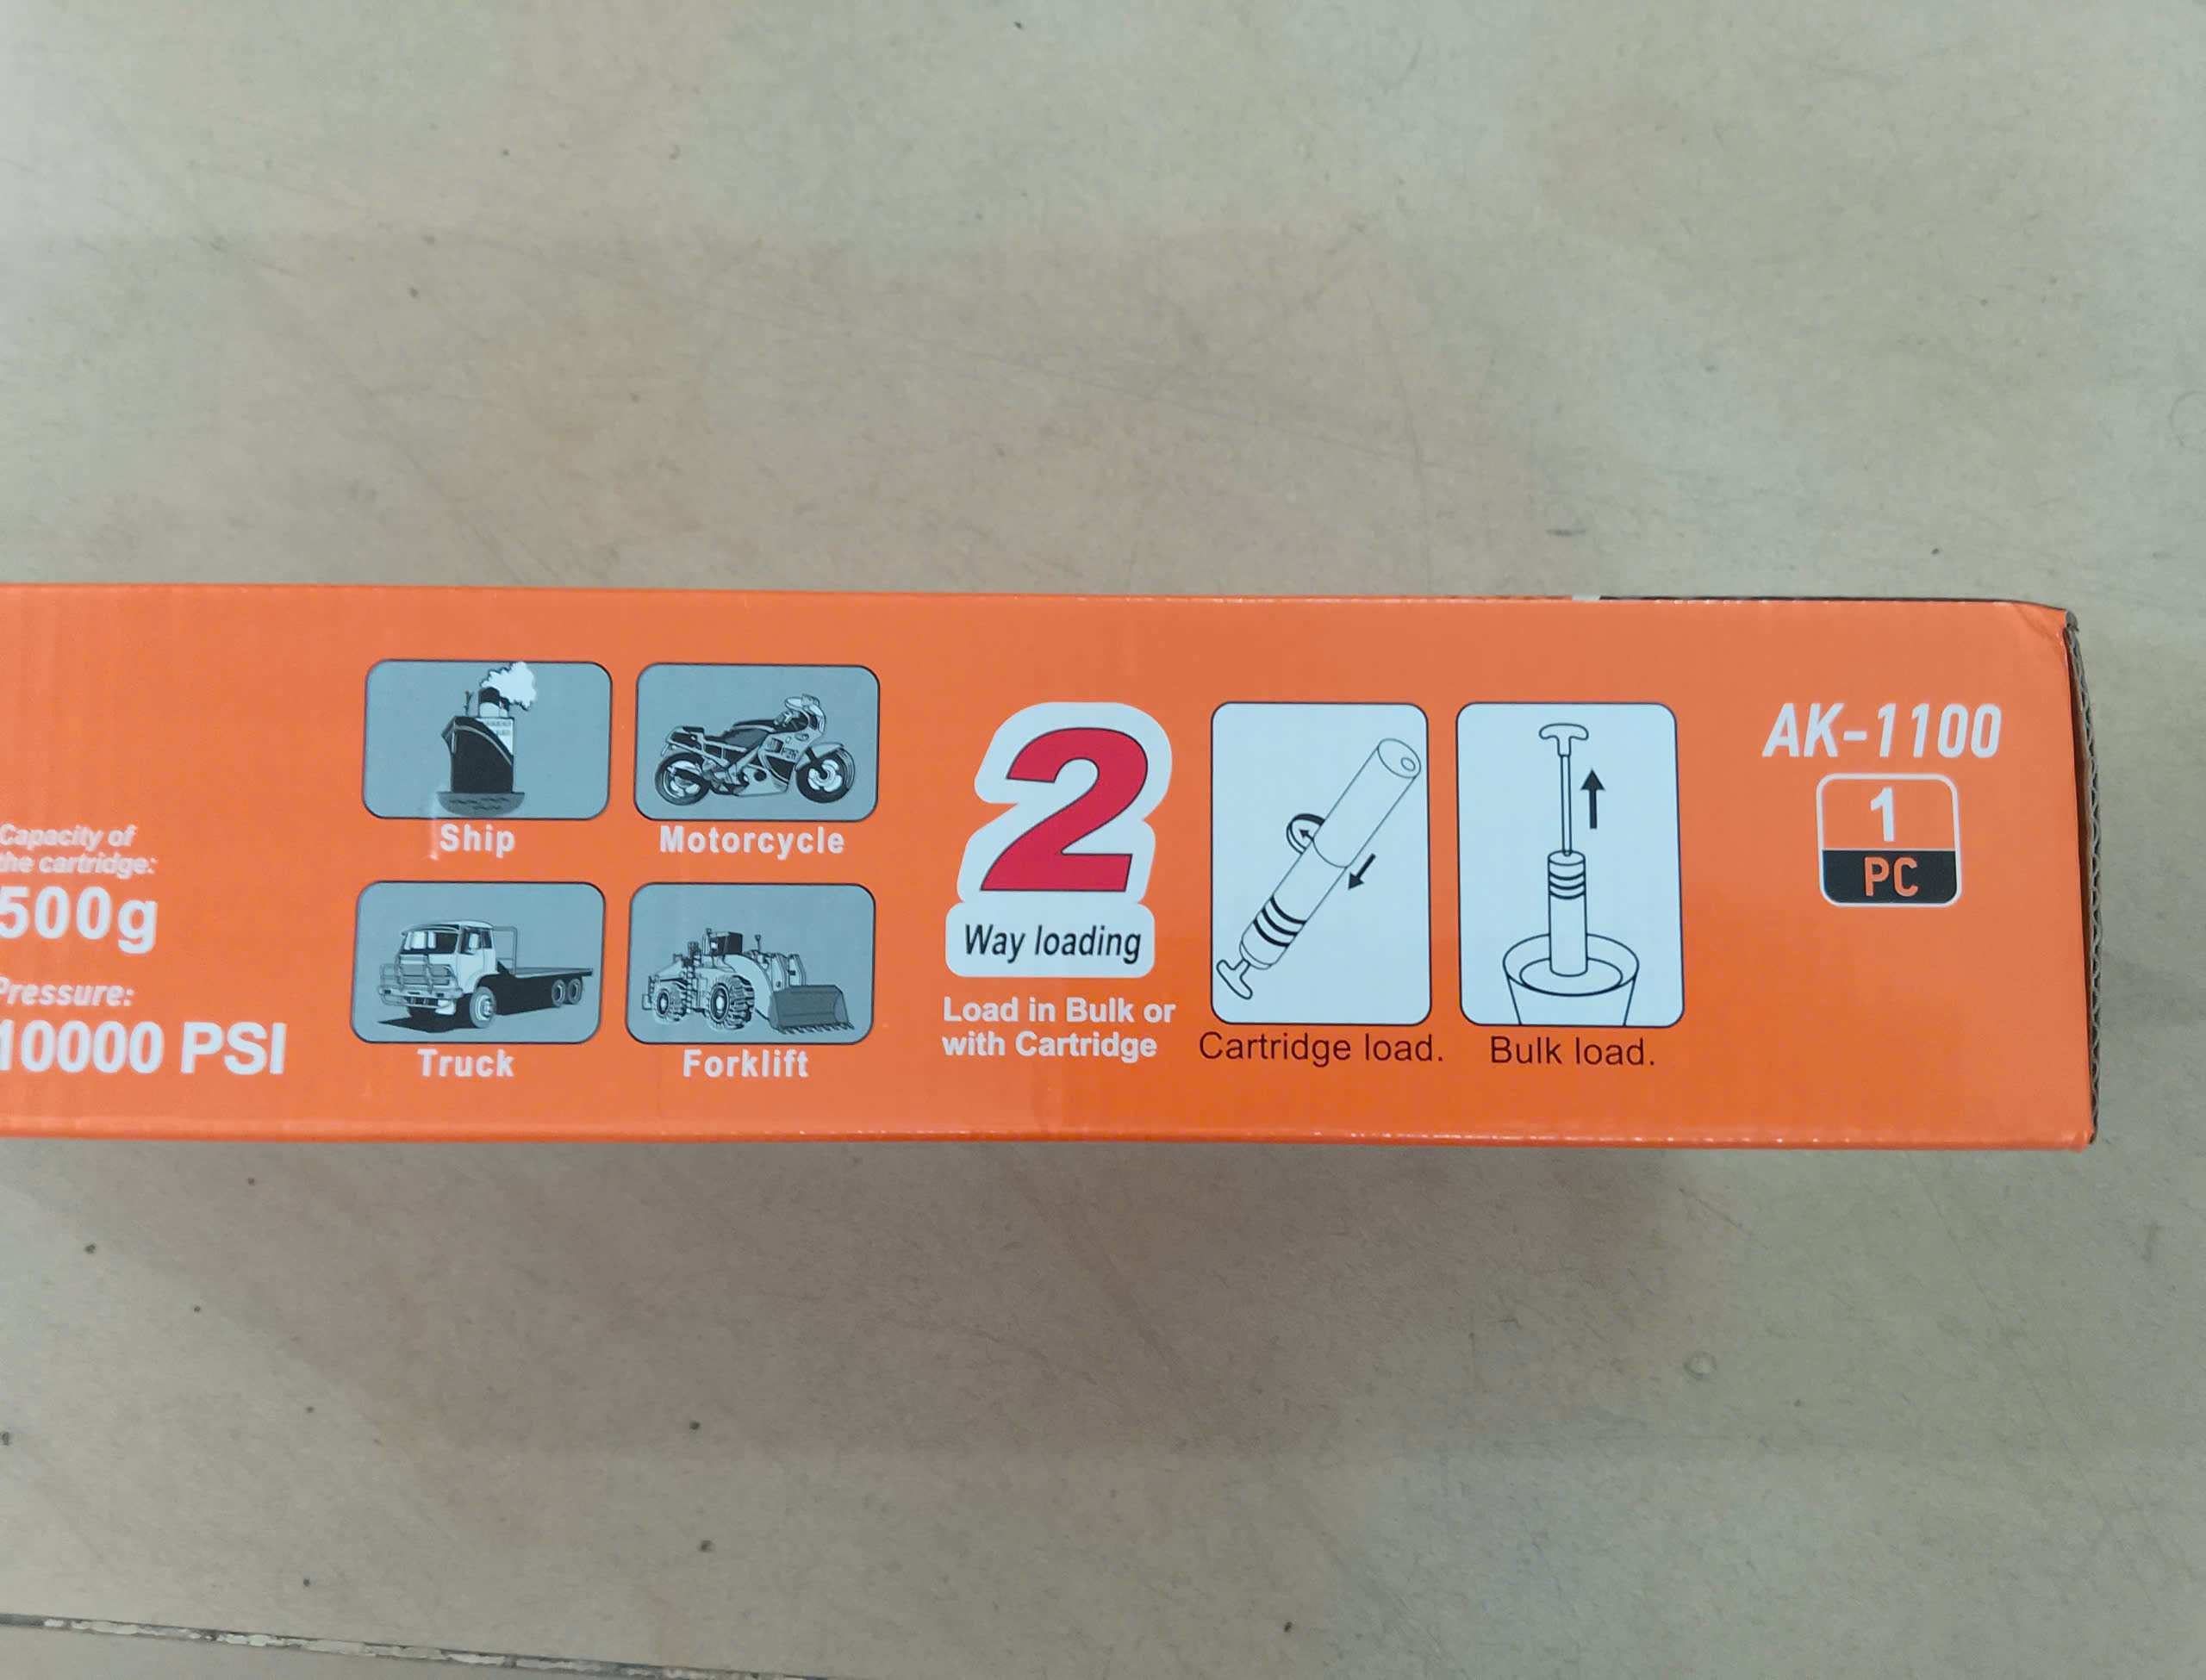 Capacity of
the cartridge:
500g
Pressure:
10000 PSI
Ship
Motorcycle
Truck
Forklift
2
Way loading
Load in Bulk or
with Cartridge
Cartridge load.
Bulk load.
AK-1100
1
PC